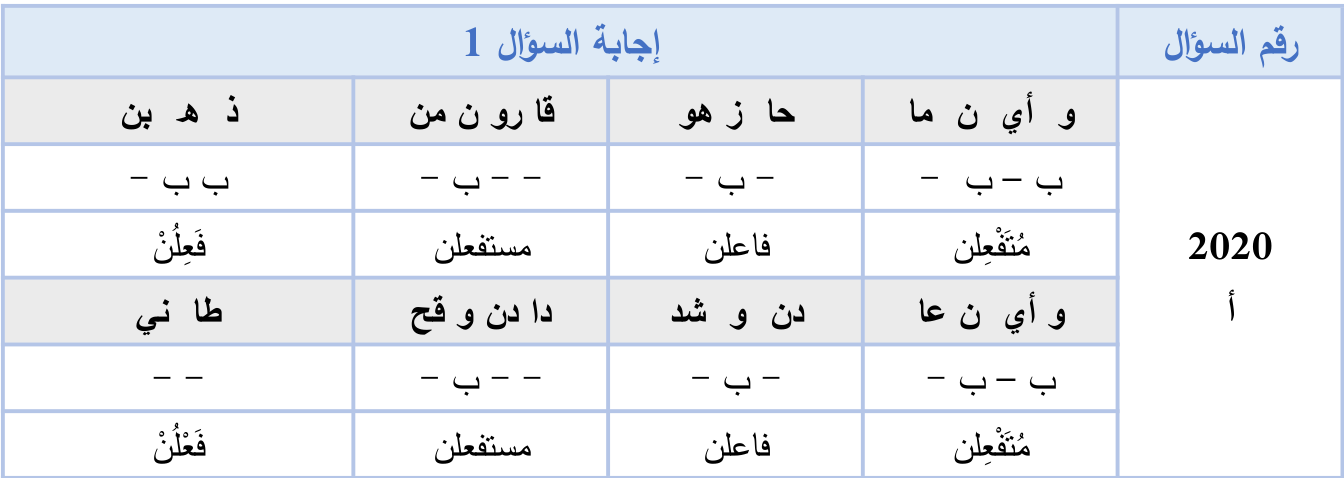 رقم السؤال إجابة السؤال 1
و أي ن ما حا ز هو قا رو ن من ذ هـ بن
ب – ب - - ب - - - ب - ب ب -
2020 مُتَفْعِلن فاعلن مستفعلن فَعِلُنْ
أ و أي ن عا دن و شد دا دن و قح طا ني
ب – ب - - ب - - - ب - - -
مُتَفْعِلن فاعلن مستفعلن فَعْلُنْ